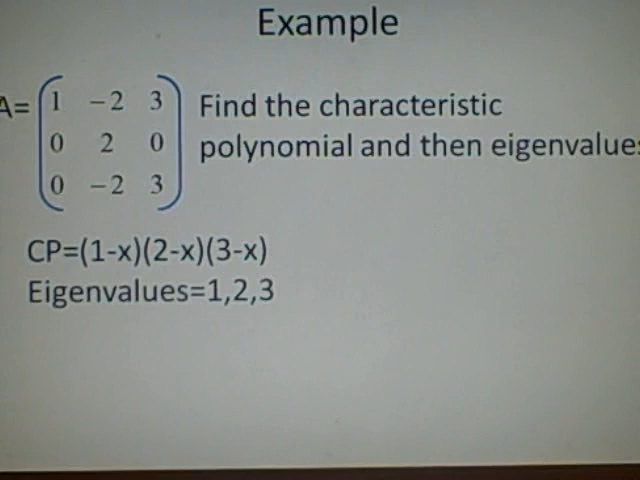 Example
A= 1 -2 3 Find the characteristic
0 2 0 polynomial and then eigenvalues
0 -2 3
CP=(1-x)(2-x)(3-x)
Eigenvalues=1,2,3